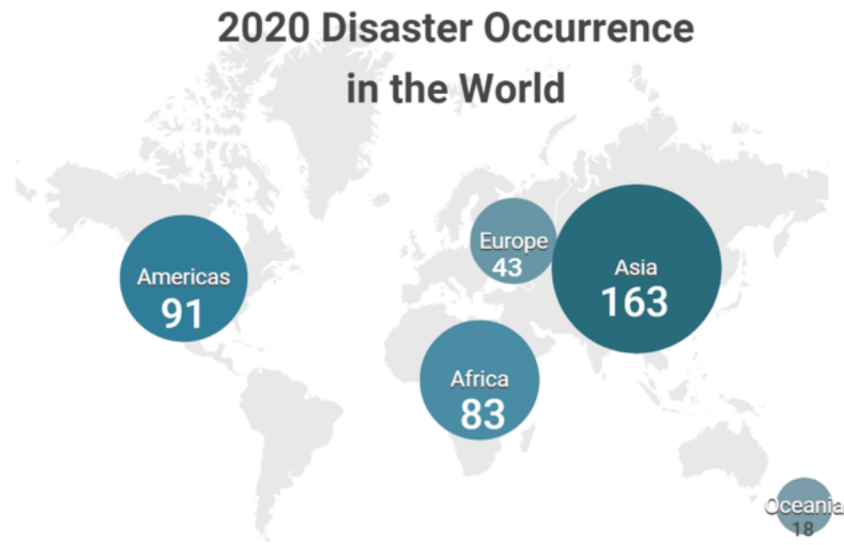 2020 Disaster Occurrence
in the World
Americas
91
Europe
43
Asia
163
Africa
83
Oceania
18